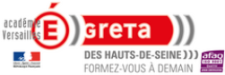 académie
Versailles
É
GRETA
DES HAUTS-DE-SEINE
FORMEZ-VOUS À DEMAIN
afaq